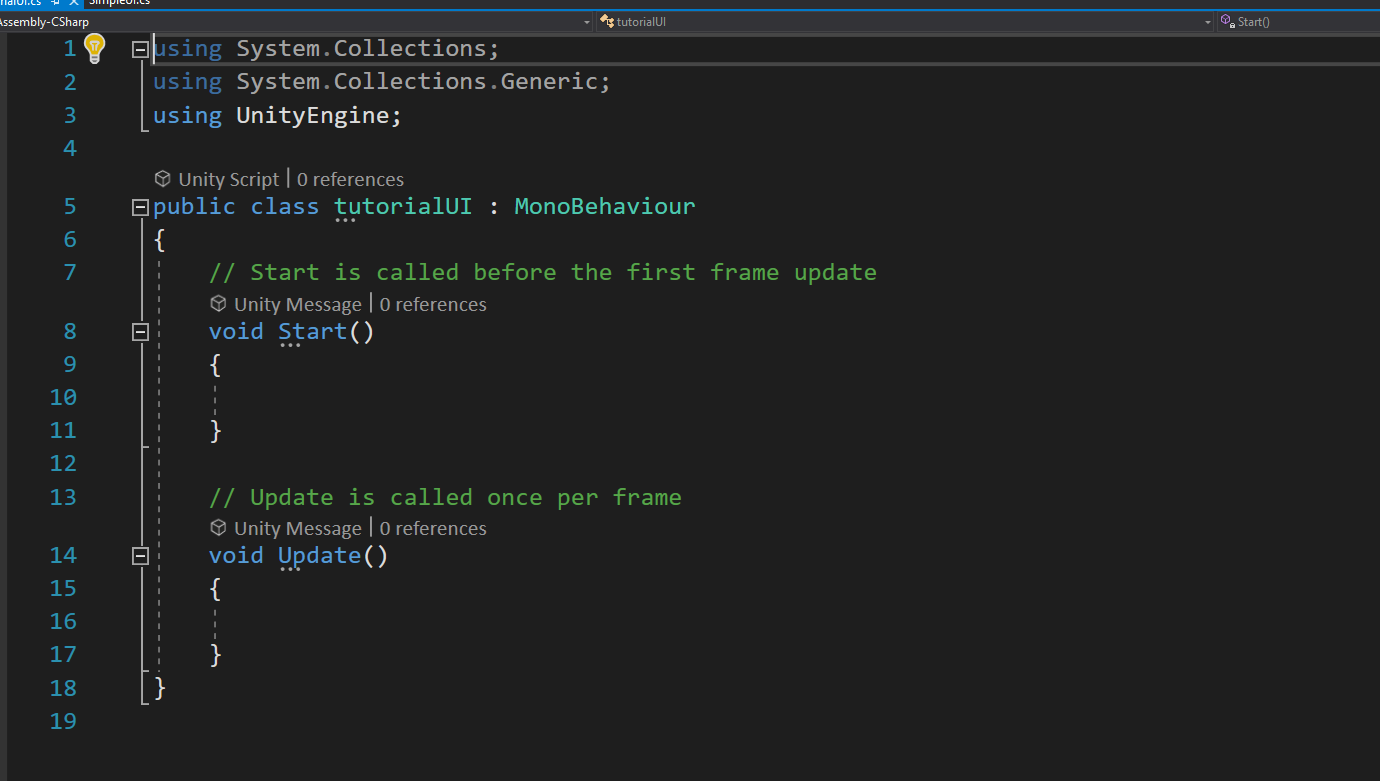 SimpleUI.cs
Assembly-CSharp
tutorialUI
Start()
1 using System.Collections;
2 using System.Collections.Generic;
3 using UnityEngine;
4
Unity Script | 0 references
5 public class tutorialUI : MonoBehaviour
6 {
7 // Start is called before the first frame update
Unity Message | 0 references
8 void Start()
9 {
10
11 }
12
13 // Update is called once per frame
Unity Message | 0 references
14 void Update()
15 {
16
17 }
18 }
19